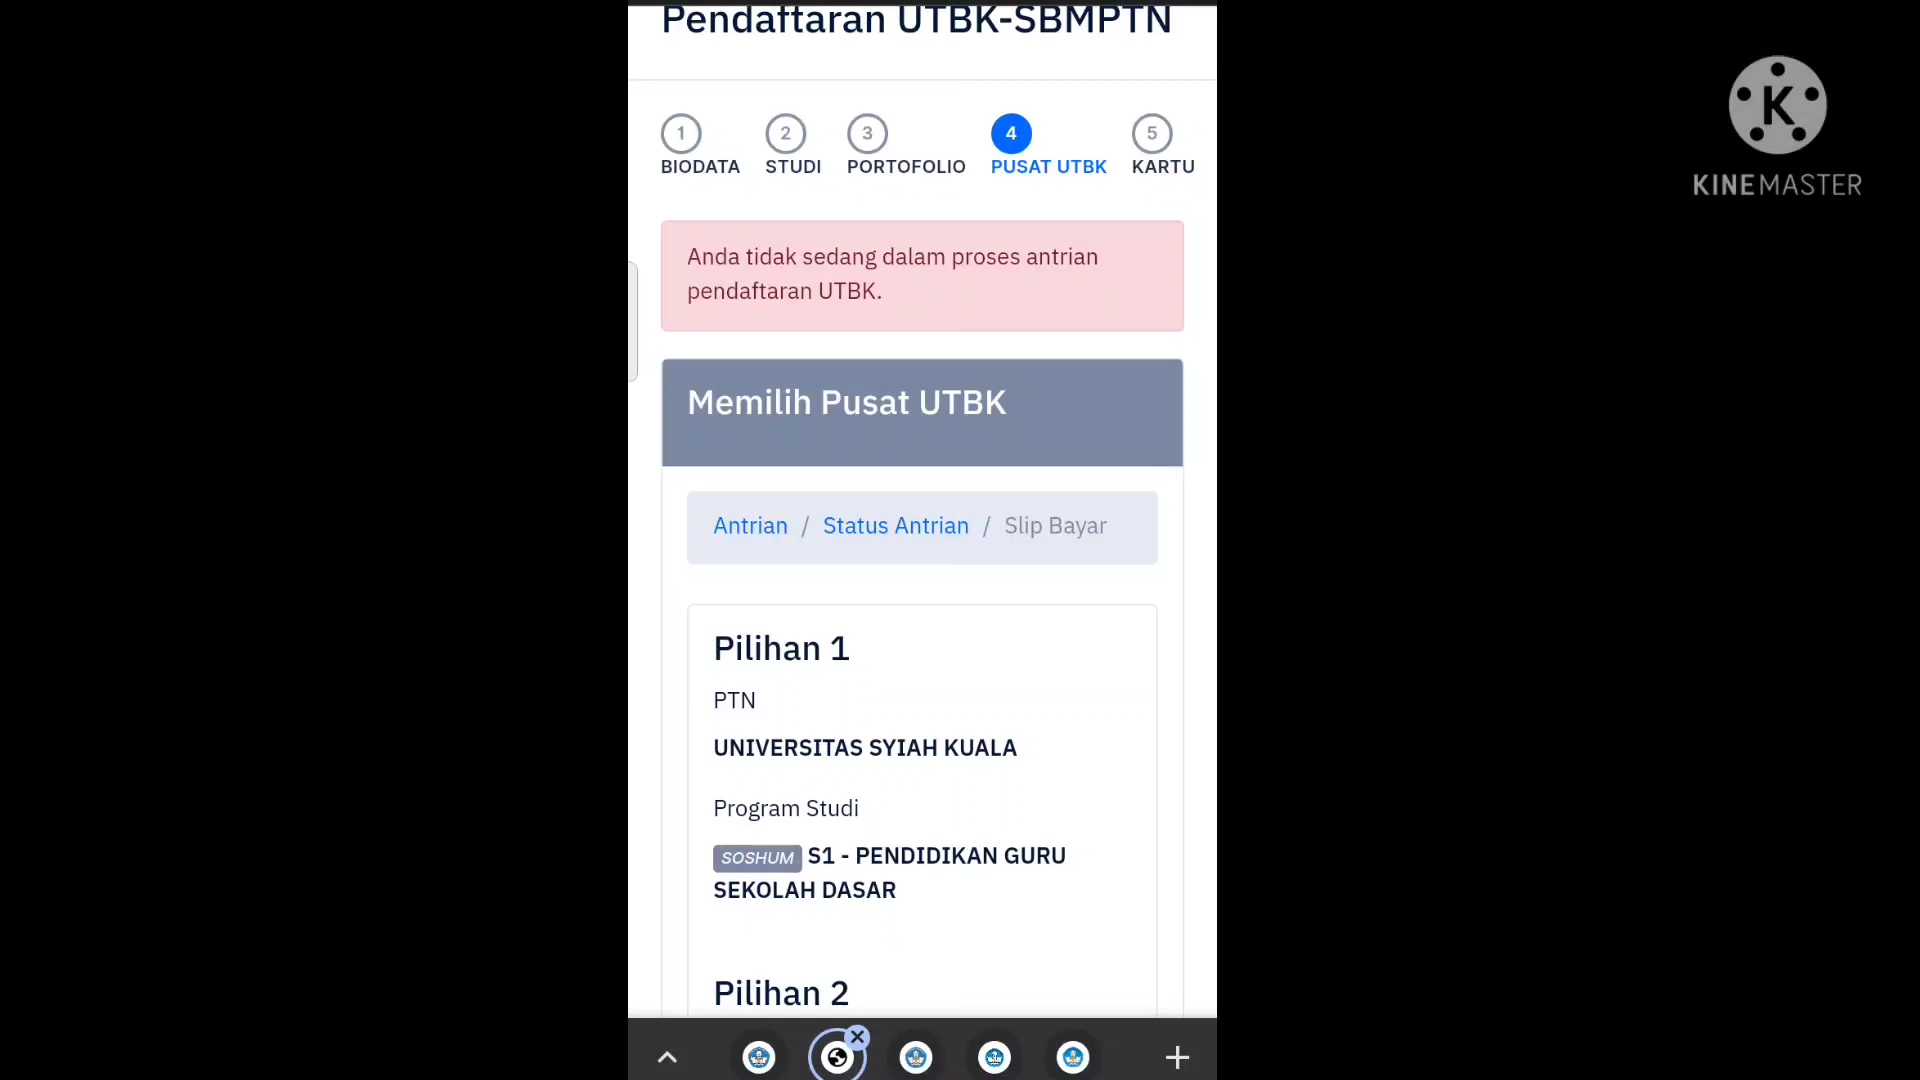 Pendaftaran UTBK-SBMPTN
1 2 3 4 5
BIODATA STUDI PORTOFOLIO PUSAT UTBK KARTU
Anda tidak sedang dalam proses antrian
pendaftaran UTBK.
Memilih Pusat UTBK
Antrian / Status Antrian / Slip Bayar
Pilihan 1
PTN
UNIVERSITAS SYIAH KUALA
Program Studi
SOSHUM S1 - PENDIDIKAN GURU
SEKOLAH DASAR
Pilihan 2
K
KINEMASTER